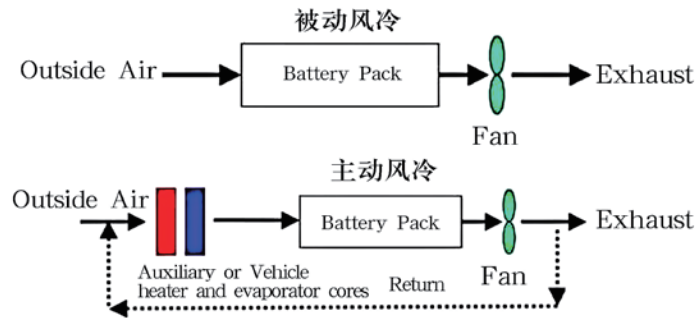 被动风冷
Outside Air
Battery Pack
Exhaust
Fan
主动风冷
Outside Air
Battery Pack
Exhaust
Fan
Auxiliary or Vehicle
heater and evaporator cores
Return